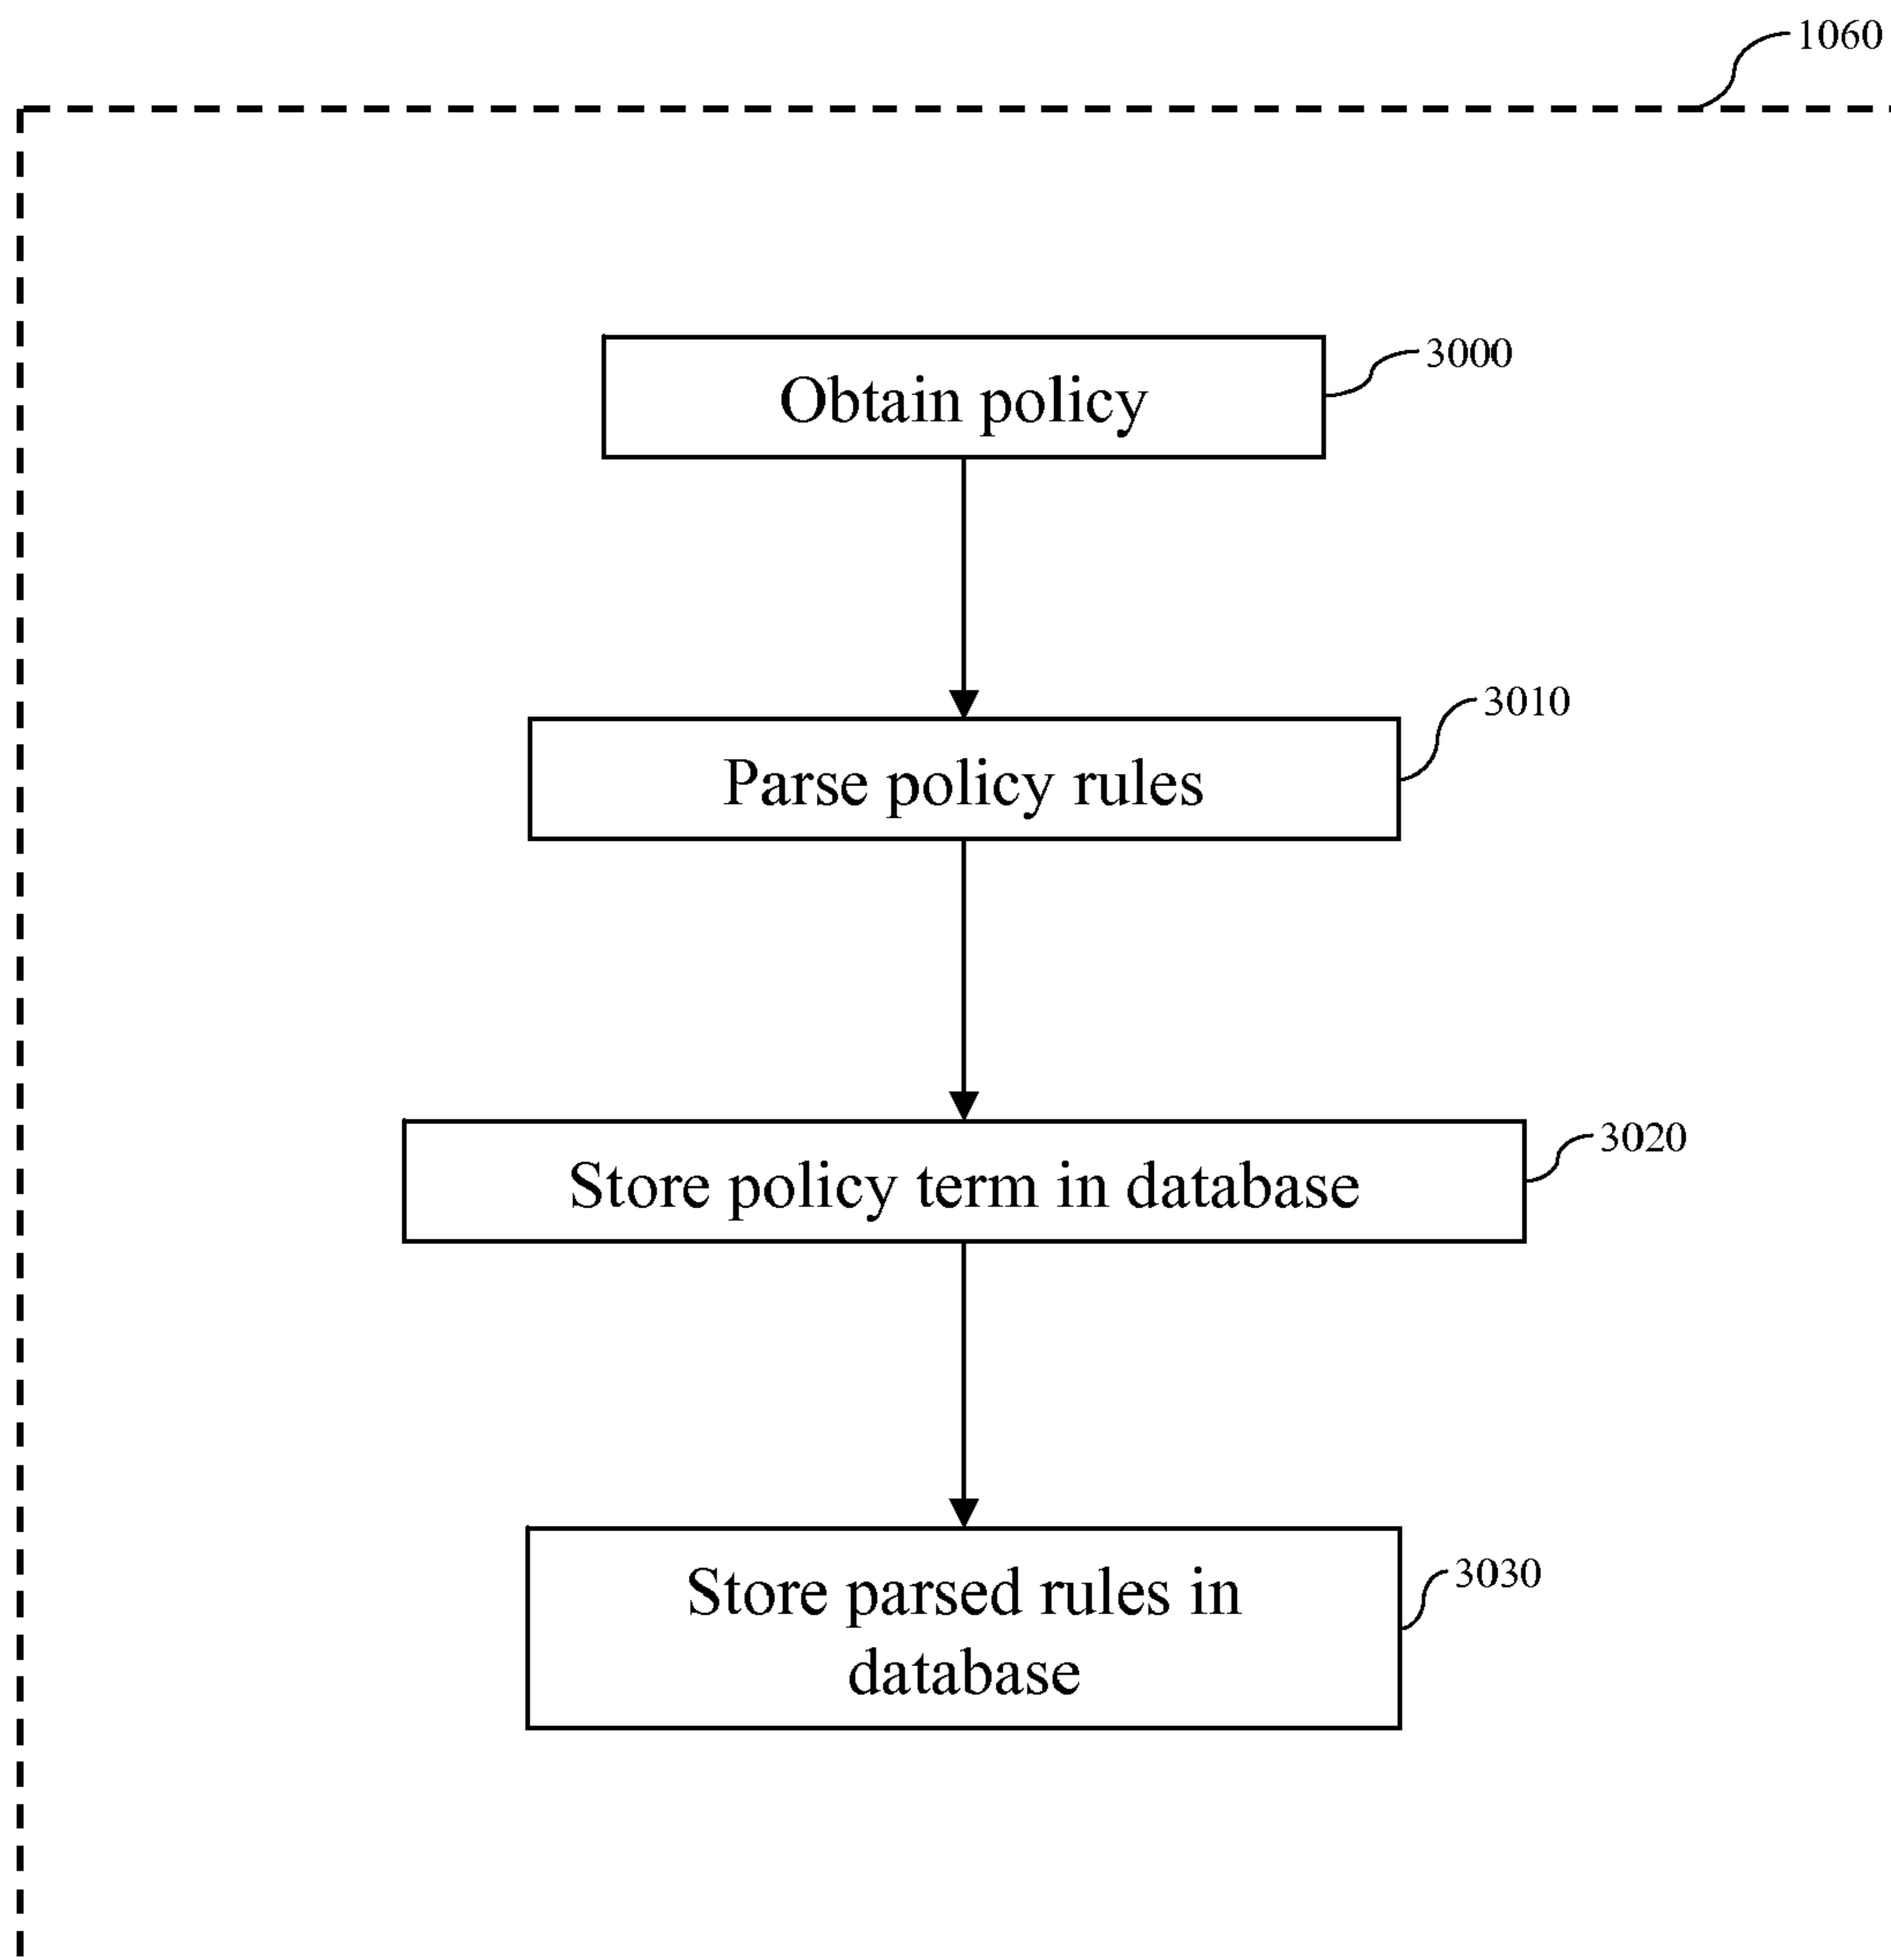 1060
Obtain policy
3000
Parse policy rules
3010
Store policy term in database
3020
Store parsed rules in
database
3030